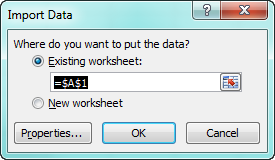 Import Data
Where do you want to put the data?
Existing worksheet:
=$A$1
New worksheet
Properties...
OK
Cancel